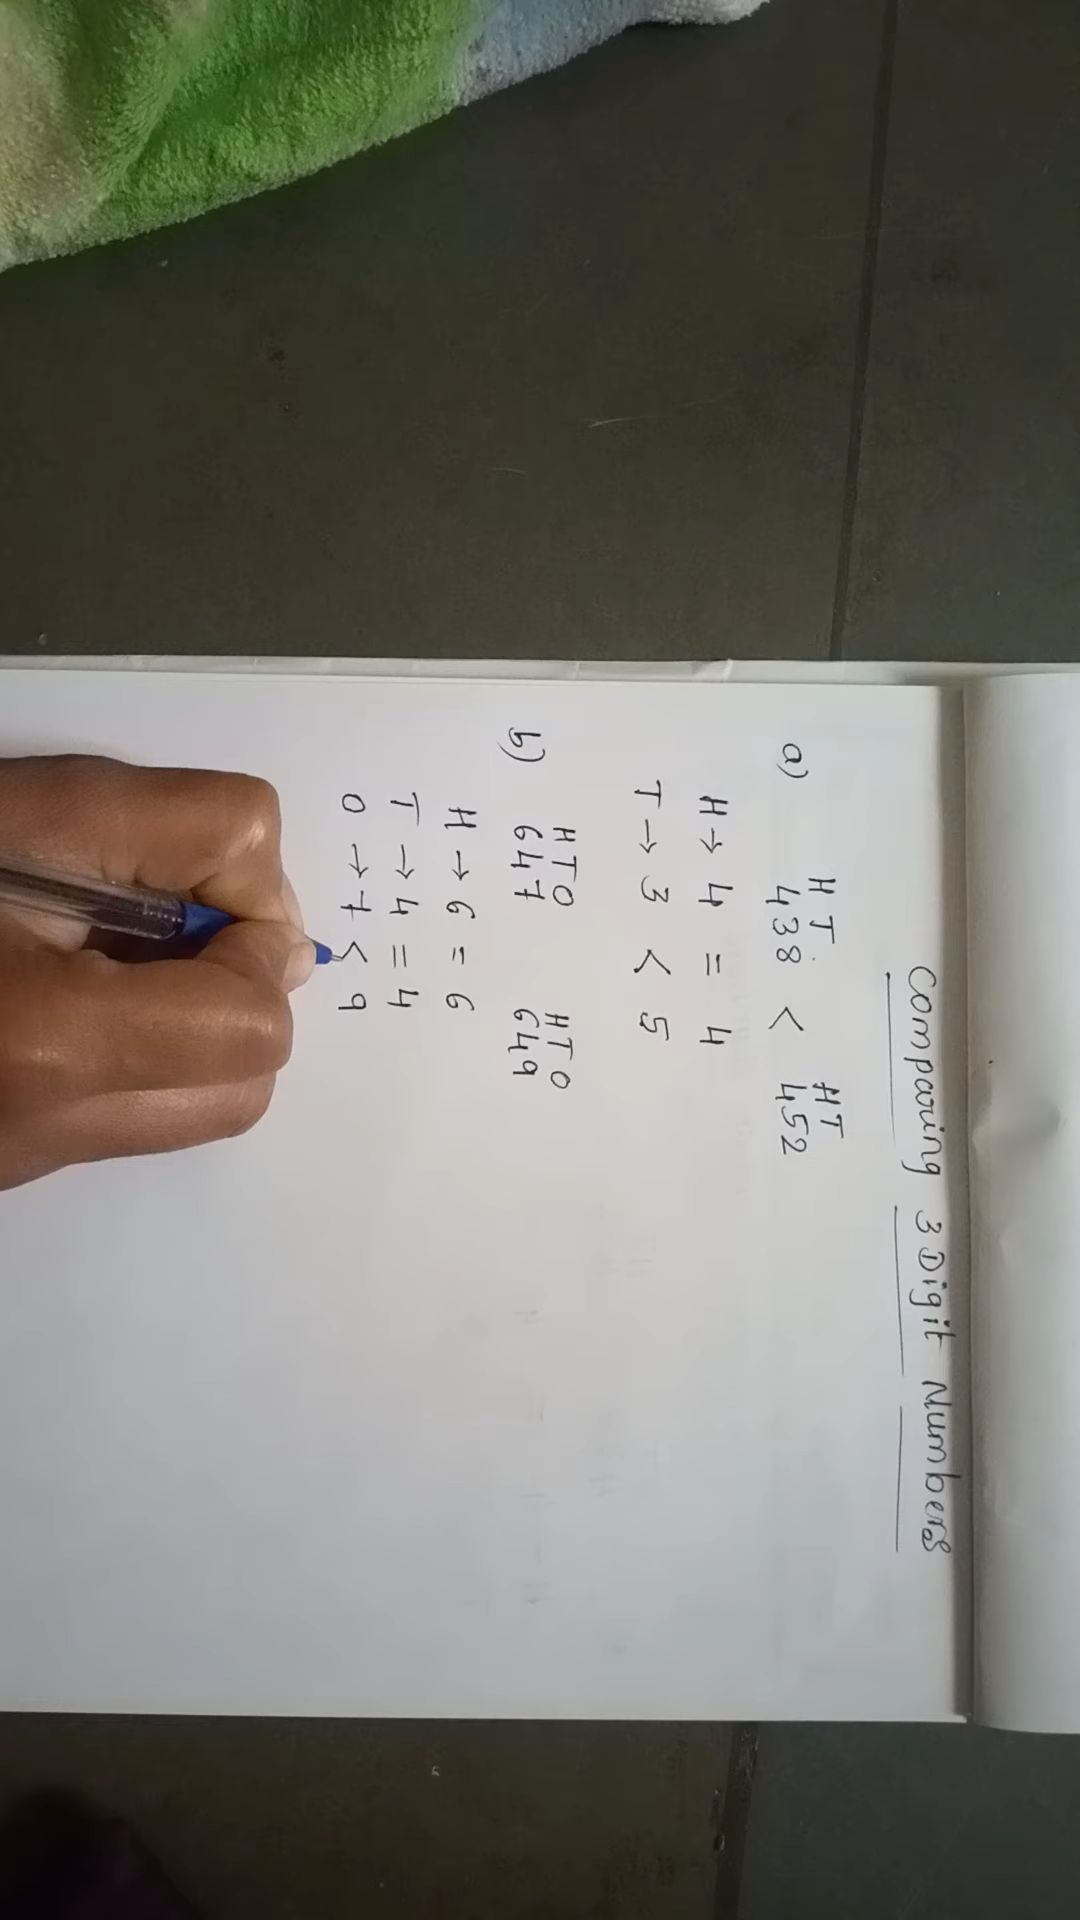 Comparing 3 Digit Numbers
H T H T
a) 438 < 452
H → 4 = 4
T → 3 < 5
H T O H T O
b) 647 649
H → 6 = 6
T → 4 = 4
O → 7 < 9